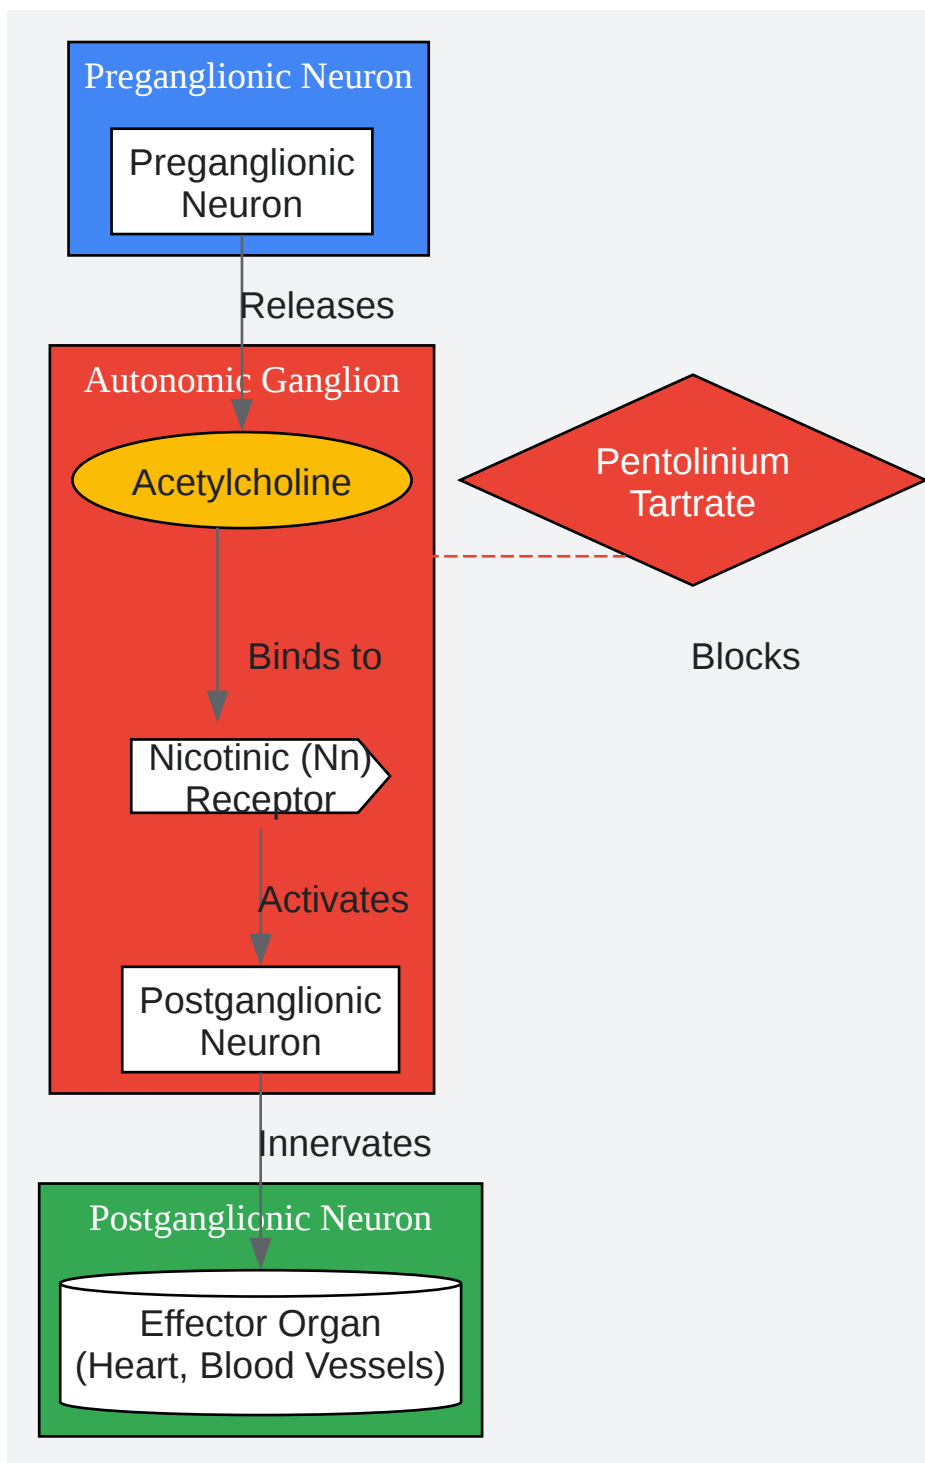 Preganglionic Neuron
Preganglionic
Neuron
Releases
Autonomic Ganglion
Acetylcholine
Pentolinium
Tartrate
Binds to
Blocks
Nicotinic (Nn)
Receptor
Activates
Postganglionic
Neuron
Innervates
Postganglionic Neuron
Effector Organ
(Heart, Blood Vessels)